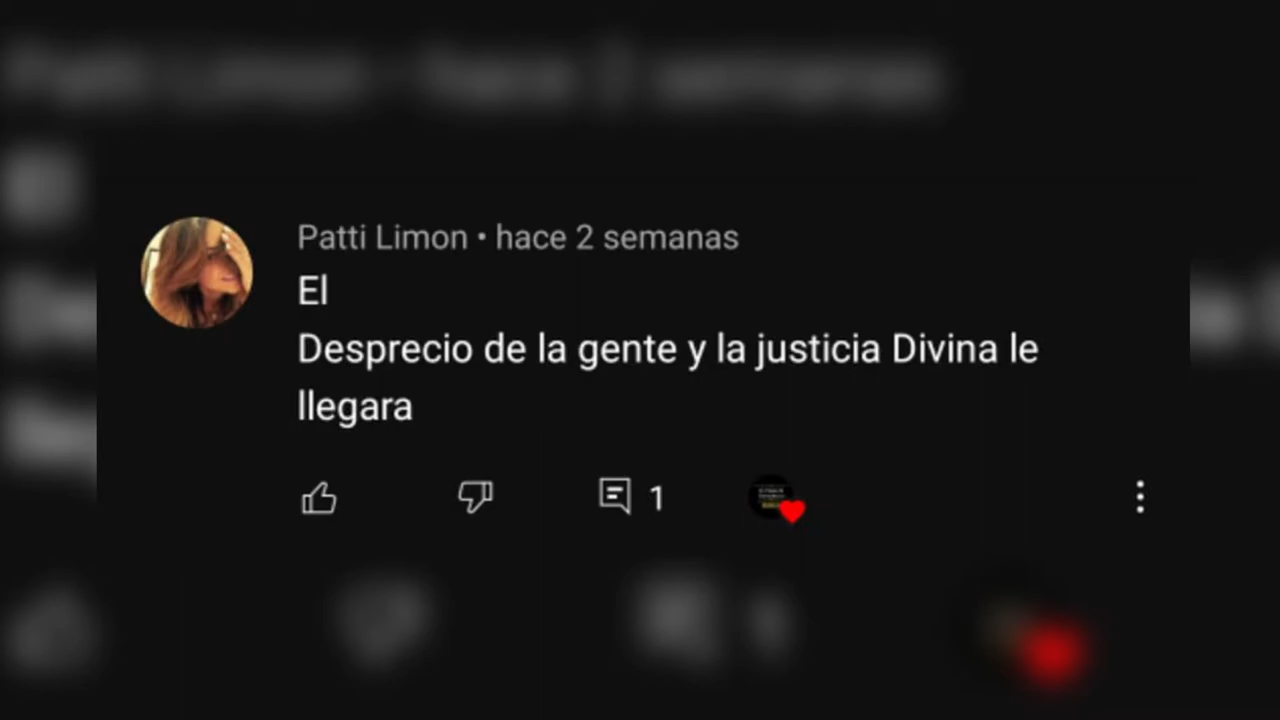 Patti Limon • hace 2 semanas
El
Desprecio de la gente y la justicia Divina le
llegara
1